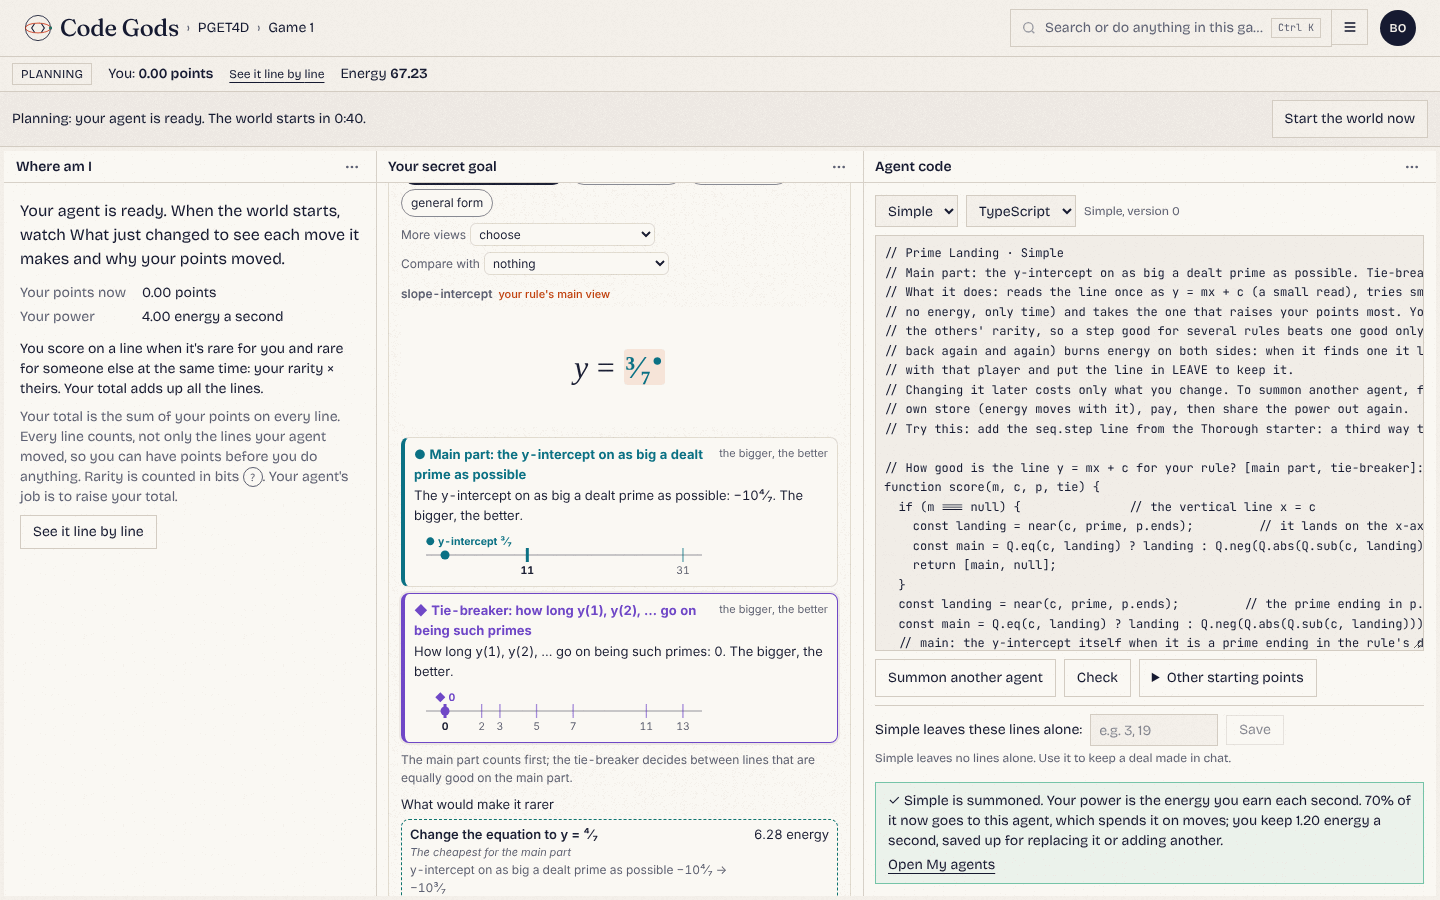 Code Gods › PGET4D › Game 1
Search or do anything in this ga... Ctrl K ☰ BO
PLANNING You: 0.00 points See it line by line Energy 67.23
Planning: your agent is ready. The world starts in 0:40.
Start the world now
Where am I ···
Your agent is ready. When the world starts,
watch What just changed to see each move it
makes and why your points moved.
Your points now 0.00 points
Your power 4.00 energy a second
You score on a line when it's rare for you and rare
for someone else at the same time: your rarity ×
theirs. Your total adds up all the lines.
Your total is the sum of your points on every line.
Every line counts, not only the lines your agent
moved, so you can have points before you do
anything. Rarity is counted in bits ?. Your agent's
job is to raise your total.
See it line by line
Your secret goal ···
general form
More views choose
Compare with nothing
slope-intercept your rule's main view
y = 3⁄7
● Main part: the y-intercept on as big a dealt
prime as possible
the bigger, the better
The y-intercept on as big a dealt prime as possible: −10⁴⁄₇. The
bigger, the better.
● y-intercept ³⁄₇
11 31
◆ Tie-breaker: how long y(1), y(2), ... go on
being such primes
the bigger, the better
How long y(1), y(2), ... go on being such primes: 0. The bigger, the
better.
◆ 0
0 2 3 5 7 11 13
The main part counts first; the tie-breaker decides between lines that are
equally good on the main part.
What would make it rarer
Change the equation to y = ⁴⁄₇ 6.28 energy
The cheapest for the main part
y-intercept on as big a dealt prime as possible −10⁴⁄₇ →
−10³⁄₇
Agent code ···
Simple TypeScript Simple, version 0
// Prime Landing · Simple
// Main part: the y-intercept on as big a dealt prime as possible. Tie-brea
// What it does: reads the line once as y = mx + c (a small read), tries sm
// no energy, only time) and takes the one that raises your points most. Yo
// the others' rarity, so a step good for several rules beats one good only
// back again and again) burns energy on both sides: when it finds one it l
// with that player and put the line in LEAVE to keep it.
// Changing it later costs only what you change. To summon another agent, f
// own store (energy moves with it), pay, then share the power out again.
// Try this: add the seq.step line from the Thorough starter: a third way t
// How good is the line y = mx + c for your rule? [main part, tie-breaker]:
function score(m, c, p, tie) {
if (m === null) { // the vertical line x = c
const landing = near(c, prime, p.ends); // it lands on the x-ax
const main = Q.eq(c, landing) ? landing : Q.neg(Q.abs(Q.sub(c, landing)
return [main, null];
}
const landing = near(c, prime, p.ends); // the prime ending in p.
const main = Q.eq(c, landing) ? landing : Q.neg(Q.abs(Q.sub(c, landing)))
// main: the y-intercept itself when it is a prime ending in the rule's d
Summon another agent Check ▶ Other starting points
Simple leaves these lines alone: e.g. 3, 19 Save
Simple leaves no lines alone. Use it to keep a deal made in chat.
✓ Simple is summoned. Your power is the energy you earn each second. 70% of
it now goes to this agent, which spends it on moves; you keep 1.20 energy a
second, saved up for replacing it or adding another.
Open My agents